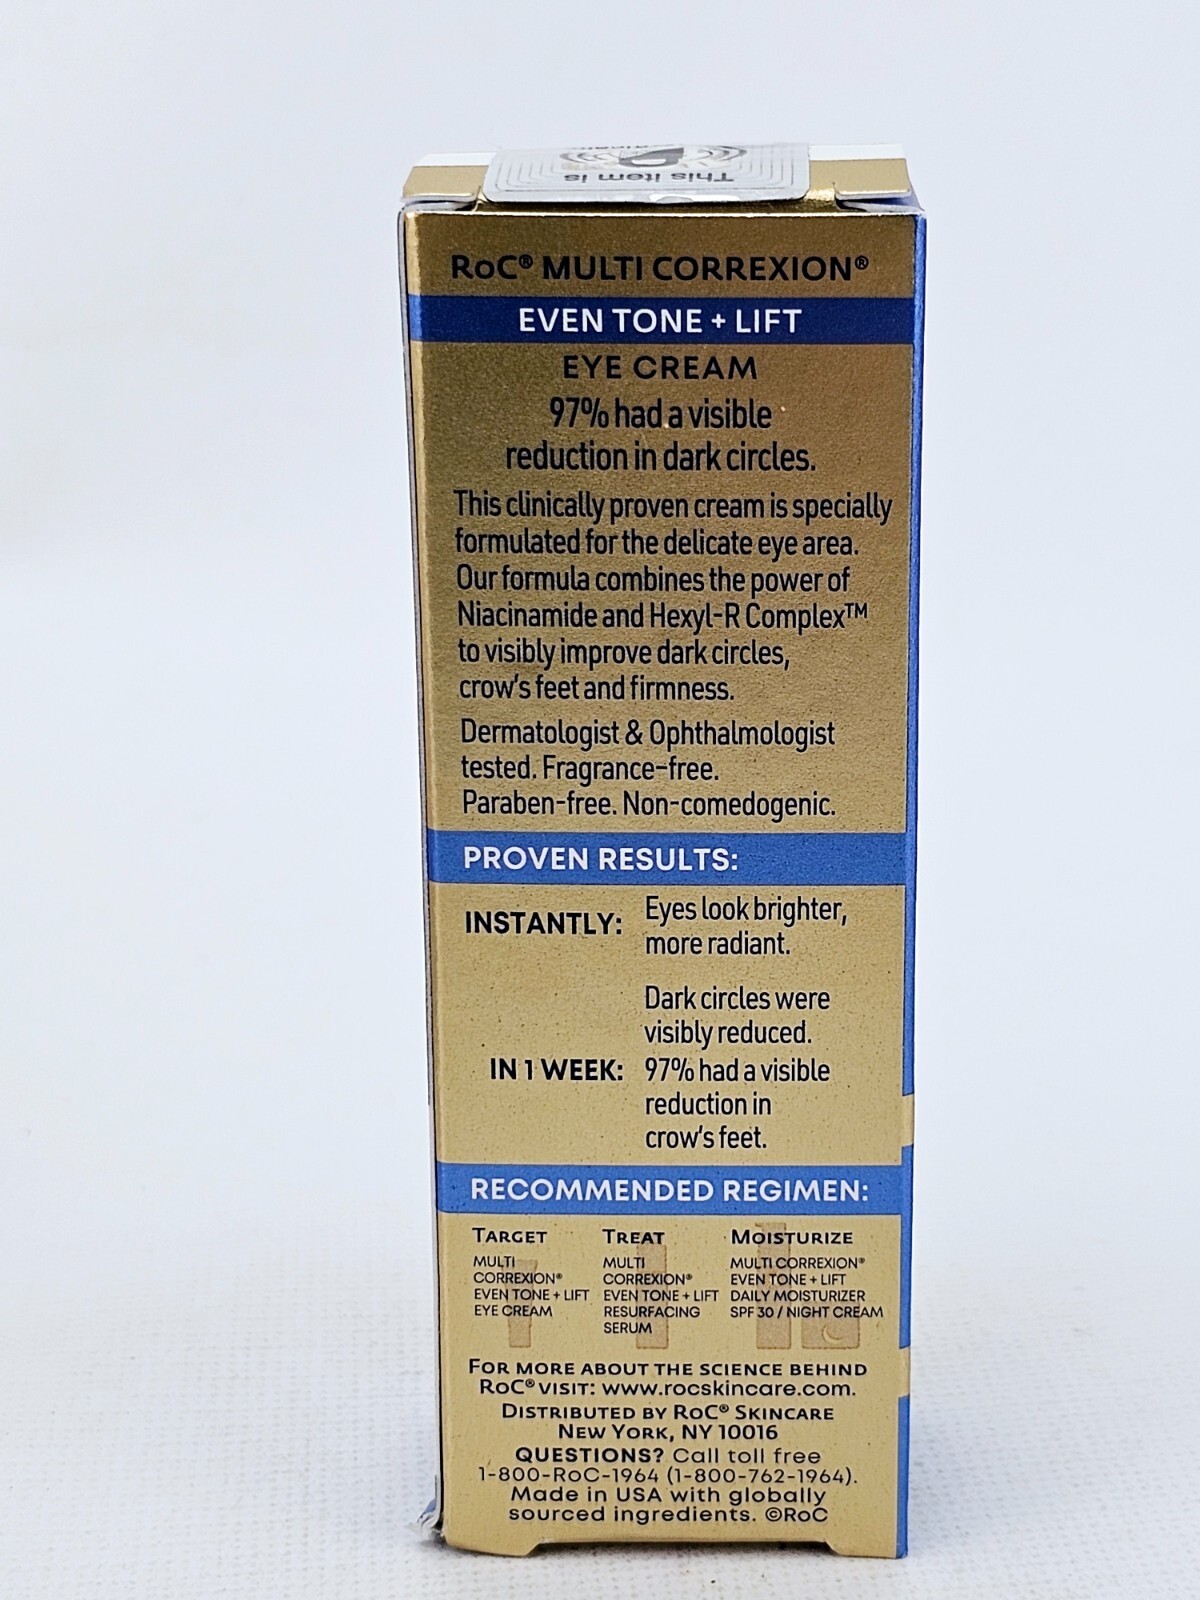 This item is
RoC® MULTI CORREXION®
EVEN TONE + LIFT
EYE CREAM
97% had a visible
reduction in dark circles.
This clinically proven cream is specially
formulated for the delicate eye area.
Our formula combines the power of
Niacinamide and Hexyl-R Complex™
to visibly improve dark circles,
crow's feet and firmness.
Dermatologist & Ophthalmologist
tested. Fragrance-free.
Paraben-free. Non-comedogenic.
PROVEN RESULTS:
INSTANTLY: Eyes look brighter,
more radiant.
Dark circles were
visibly reduced.
IN 1 WEEK: 97% had a visible
reduction in
crow's feet.
RECOMMENDED REGIMEN:
TARGET
MULTI
CORREXION®
EVEN TONE + LIFT
EYE CREAM
TREAT
MULTI
CORREXION®
EVEN TONE + LIFT
RESURFACING
SERUM
MOISTURIZE
MULTI CORREXION®
EVEN TONE + LIFT
DAILY MOISTURIZER
SPF 30 / NIGHT CREAM
FOR MORE ABOUT THE SCIENCE BEHIND
RoC® VISIT: www.rocskincare.com.
DISTRIBUTED BY RoC® SKINCARE
NEW YORK, NY 10016
QUESTIONS? Call toll free
1-800-RoC-1964 (1-800-762-1964).
Made in USA with globally
sourced ingredients. ©RoC